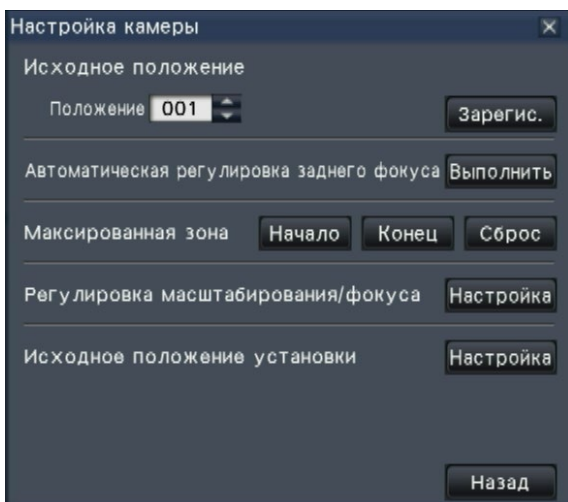 Настройка камеры
Исходное положение
Положение 001
Зарегис.
Автоматическая регулировка заднего фокуса Выполнить
Максированная зона Начало Конец Сброс
Регулировка масштабирования/фокуса Настройка
Исходное положение установки Настройка
Назад